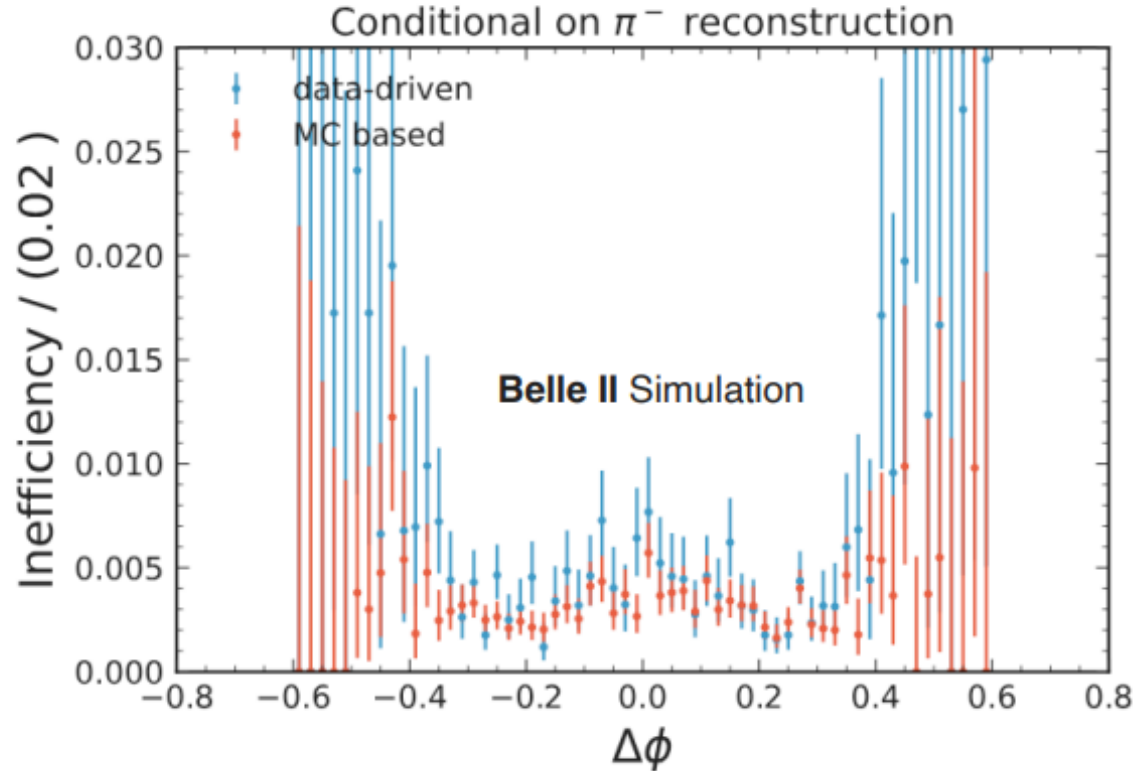 Conditional on π⁻ reconstruction
0.030
data-driven
MC based
0.025
0.020
0.015
Belle II Simulation
0.010
0.005
0.000
−0.8 −0.6 −0.4 −0.2 0.0 0.2 0.4 0.6 0.8
Inefficiency / (0.02 )
Δϕ